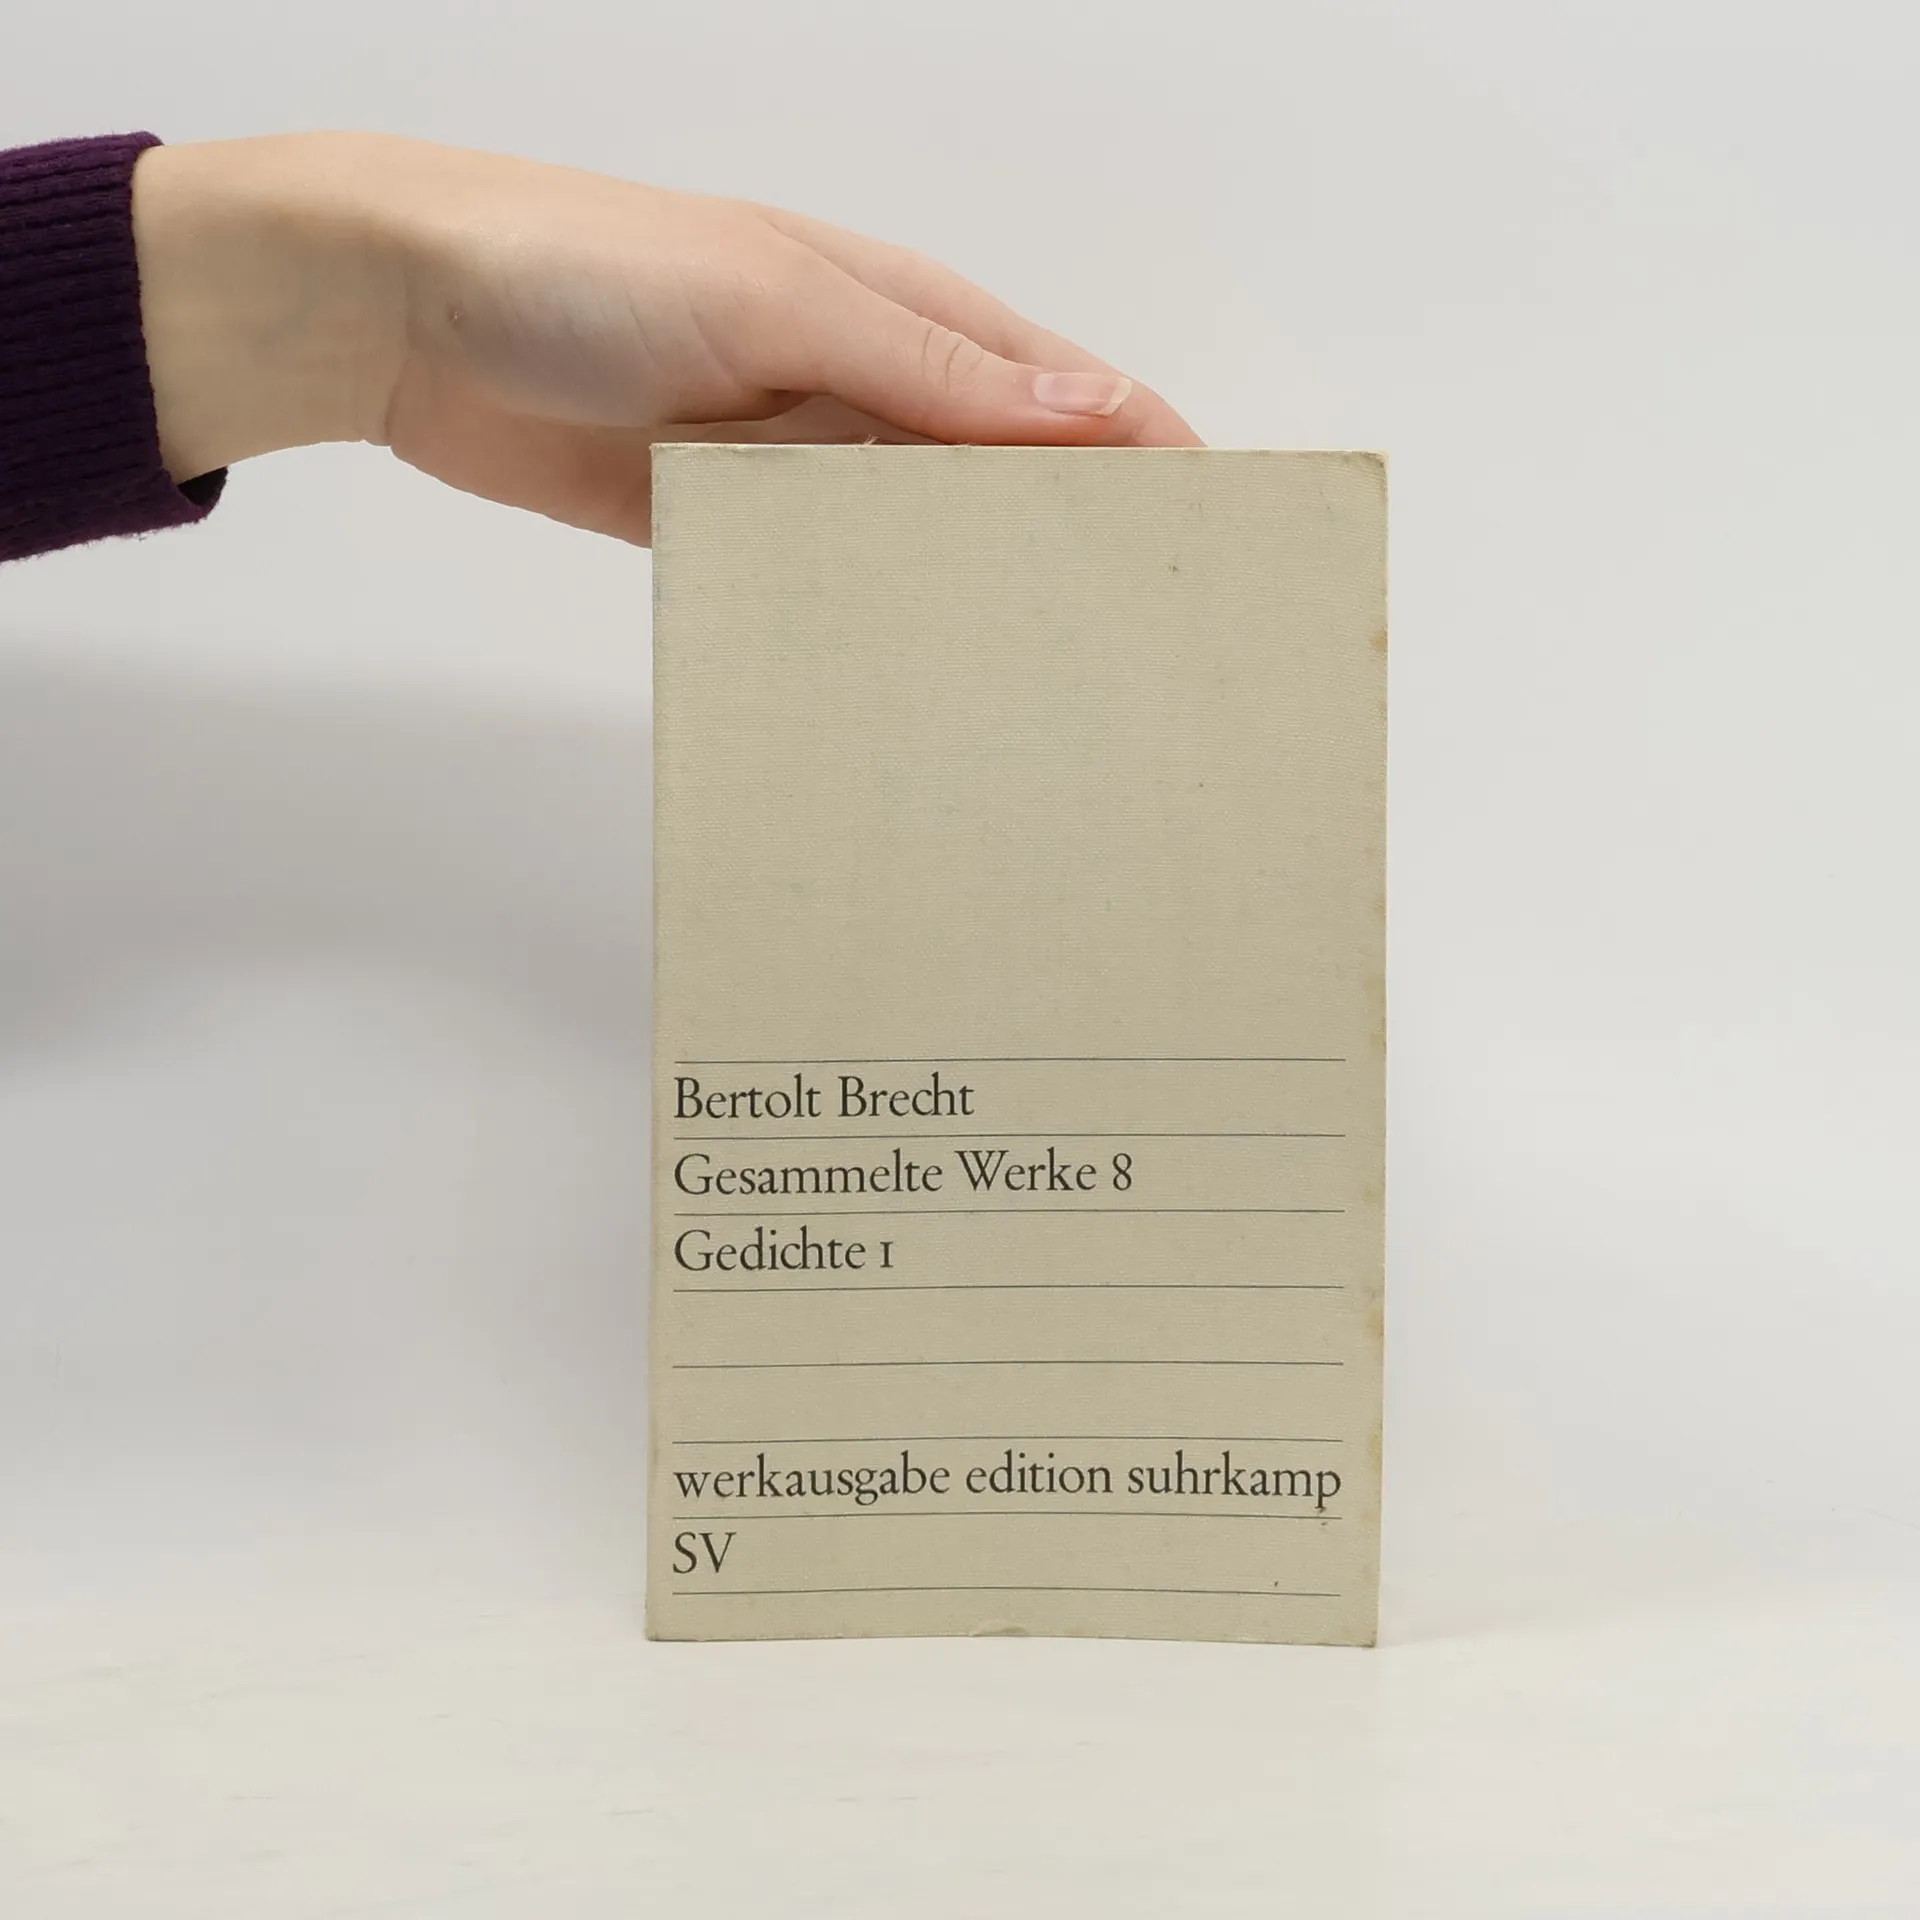 Bertolt Brecht
Gesammelte Werke 8
Gedichte 1
werkausgabe edition suhrkamp
SV